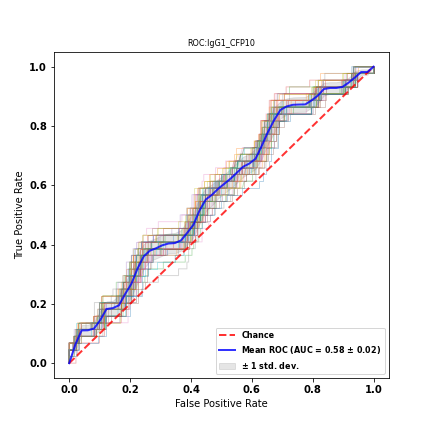 ROC:IgG1_CFP10
True Positive Rate
1.0
0.8
0.6
0.4
0.2
0.0
Chance
Mean ROC (AUC = 0.58 ± 0.02)
± 1 std. dev.
0.0 0.2 0.4 0.6 0.8 1.0
False Positive Rate